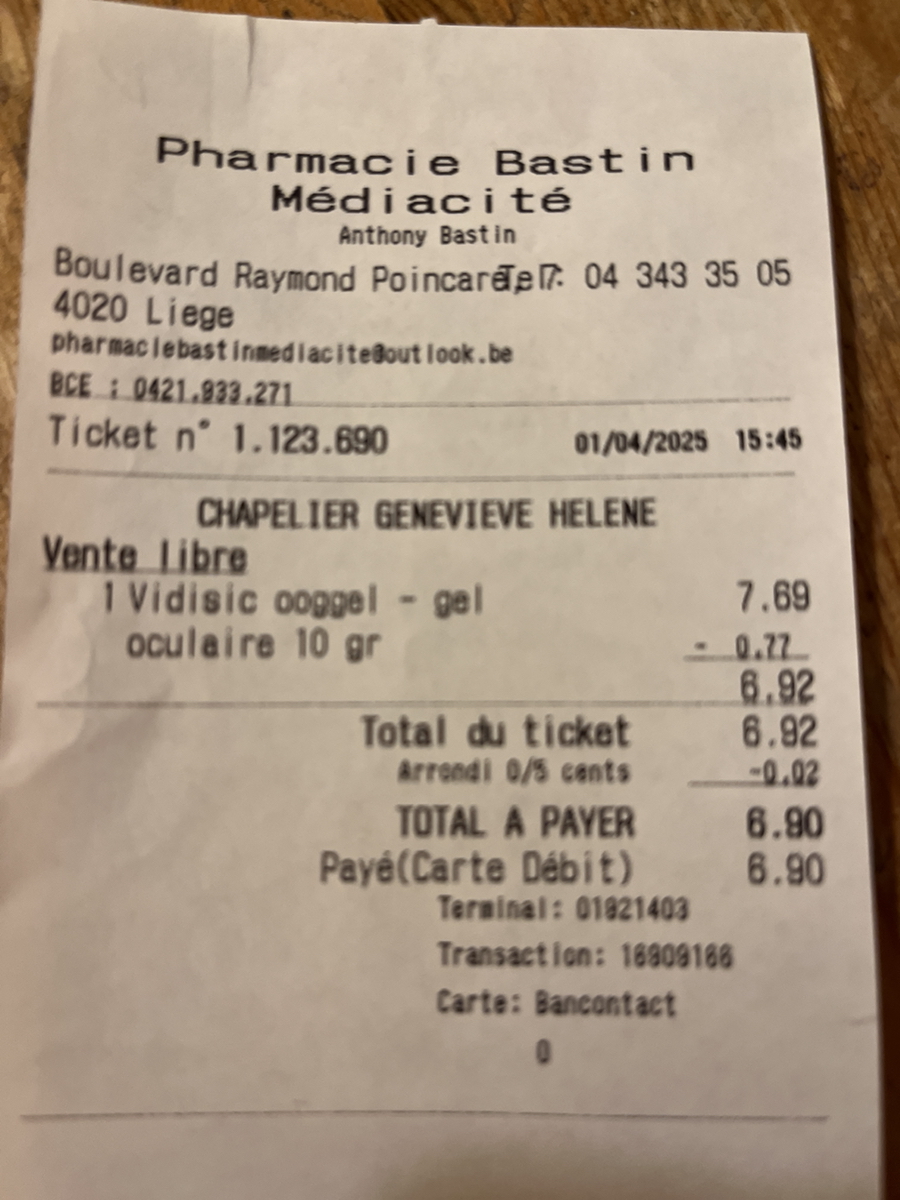 Pharmacie Bastin
Médiacité
Anthony Bastin
Boulevard Raymond Poincaré, 7 Tel : 04 343 35 05
4020 Liege
pharmaciebastinmediacite@outlook.be
BCE : 0421.933.271
Ticket n° 1.123.690 01/04/2025 15:45
CHAPELIER GENEVIEVE HELENE
Vente libre
1 Vidisic ooggel - gel 7.69
oculaire 10 gr - 0.77
6.92
Total du ticket 6.92
Arrondi 0/5 cents -0.02
TOTAL A PAYER 6.90
Payé(Carte Débit) 6.90
Terminal: 01921403
Transaction: 16909166
Carte: Bancontact
0